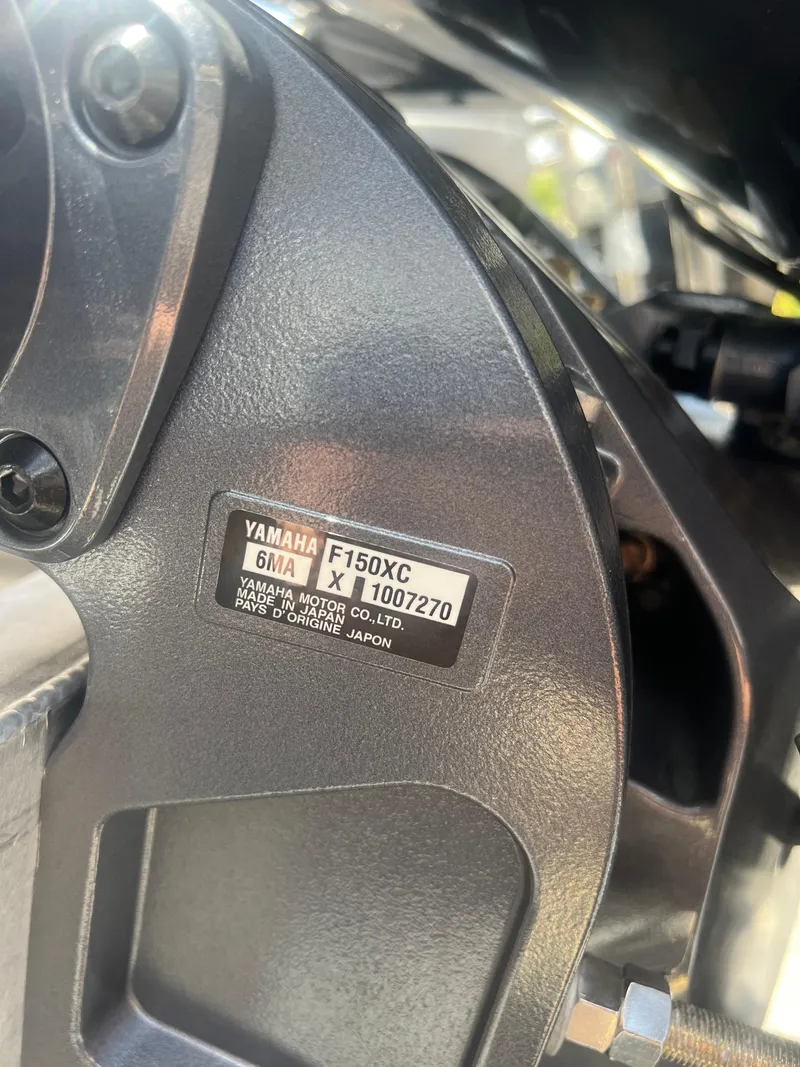 YAMAHA F150XC
6MA X 1007270
YAMAHA MOTOR CO.,LTD.
MADE IN JAPAN
PAYS D'ORIGINE JAPON